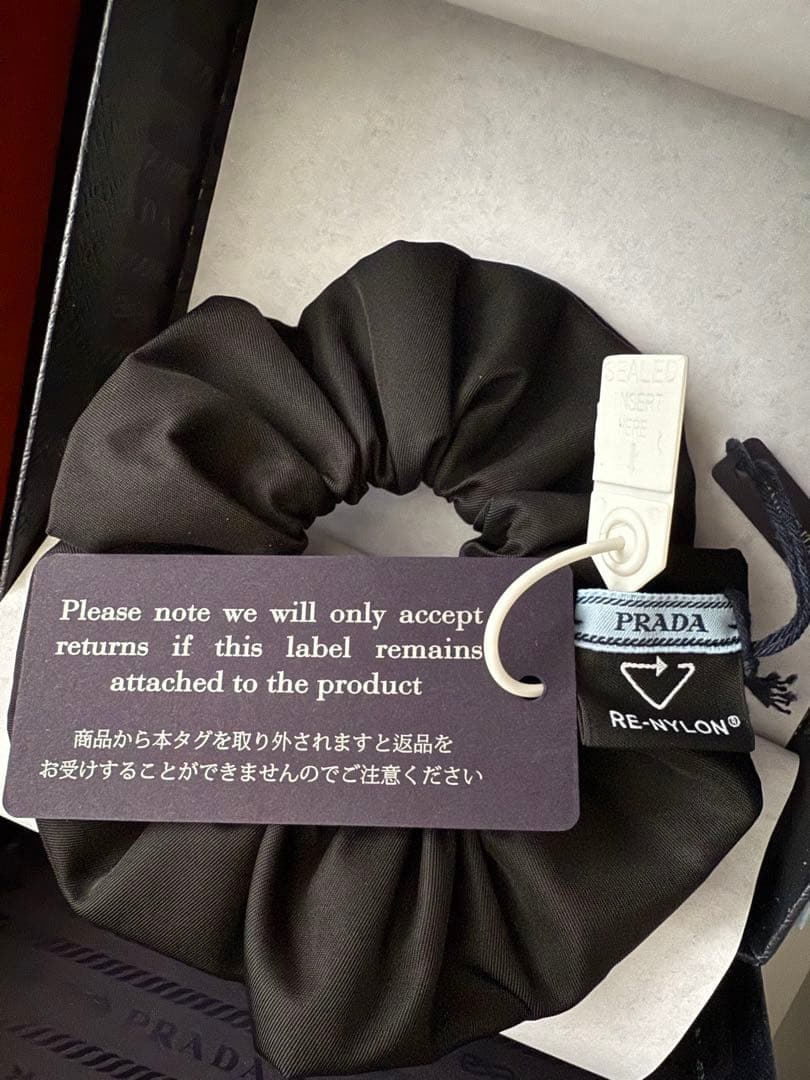 SEALED
INSERT
HERE
Please note we will only accept
returns if this label remains
attached to the product
商品から本タグを取り外されますと返品を
お受けすることができませんのでご注意ください
PRADA
RE-NYLON®
PRADA